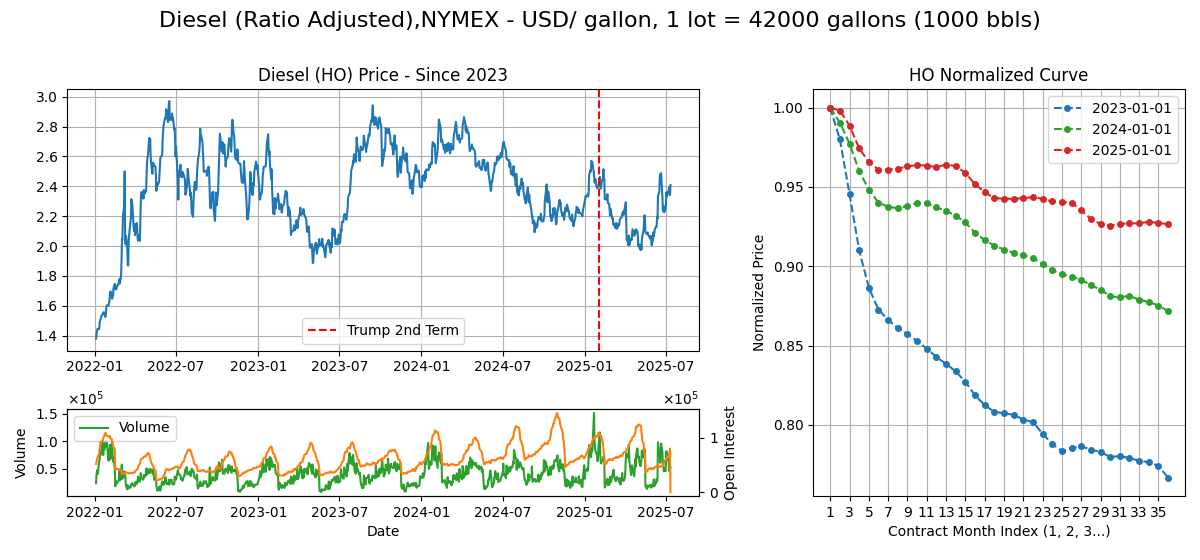 Diesel (Ratio Adjusted),NYMEX - USD/ gallon, 1 lot = 42000 gallons (1000 bbls)
Diesel (HO) Price - Since 2023
3.0
2.8
2.6
2.4
2.2
2.0
1.8
1.6
1.4
Trump 2nd Term
2022-01 2022-07 2023-01 2023-07 2024-01 2024-07 2025-01 2025-07
×10⁵ ×10⁵
Volume
1.5
1.0
0.5
Volume
1
0
Open Interest
2022-01 2022-07 2023-01 2023-07 2024-01 2024-07 2025-01 2025-07
Date
HO Normalized Curve
Normalized Price
1.00
0.95
0.90
0.85
0.80
2023-01-01
2024-01-01
2025-01-01
1 3 5 7 9 11 13 15 17 19 21 23 25 27 29 31 33 35
Contract Month Index (1, 2, 3...)